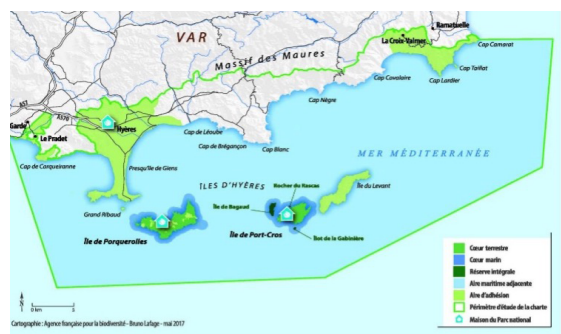 Ramatuelle
VAR
La Croix-Valmer
Massif des Maures
Cap Camarat
Cap Taillat
Cap Lardier
Cap Cavalaire
A57
A570
Cap Nègre
Hyères
Garde
Le Pradet
Cap de Léoube
Cap de Brégançon
Cap Blanc
MER MÉDITERRANÉE
Cap de Carqueiranne
Presqu'île de Giens
ÎLES D'HYÈRES
Rocher du Rascas
Île du Levant
Île de Bagaud
Grand Ribaud
Île de Porquerolles
Île de Port-Cros
Îlot de la Gabinière
Cœur terrestre
Cœur marin
Réserve intégrale
Aire maritime adjacente
Aire d'adhésion
Périmètre d'étude de la charte
Maison du Parc national
N
0 km 5
Cartographie : Agence française pour la biodiversité - Bruno Lafage - mai 2017